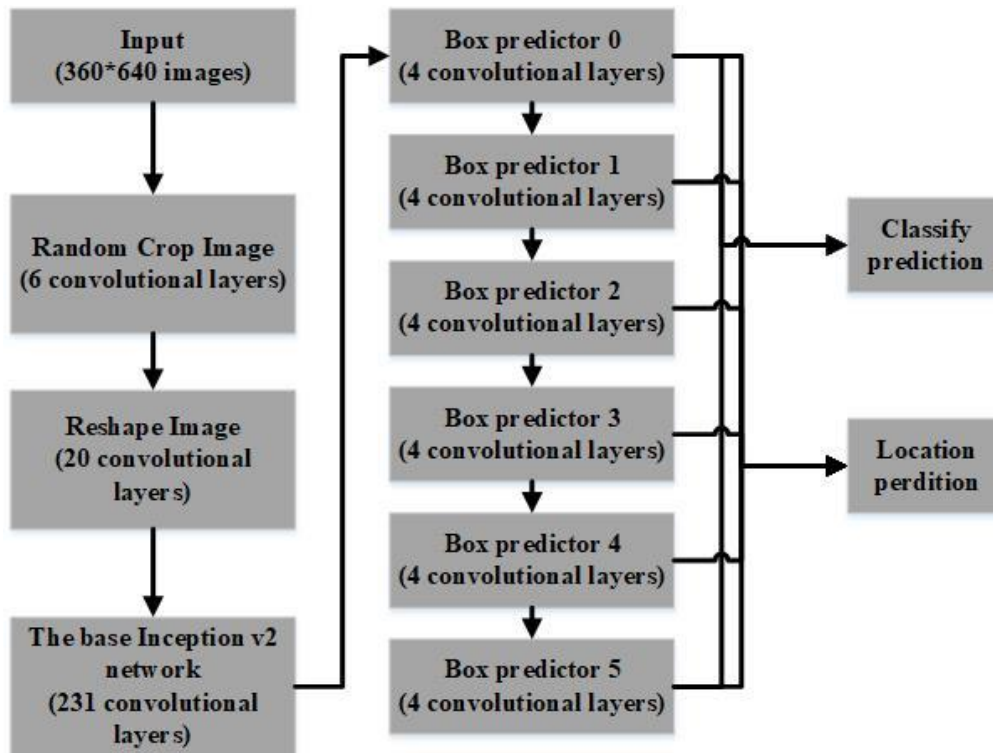 Input
(360*640 images)
Random Crop Image
(6 convolutional layers)
Reshape Image
(20 convolutional
layers)
The base Inception v2
network
(231 convolutional
layers)
Box predictor 0
(4 convolutional layers)
Box predictor 1
(4 convolutional layers)
Box predictor 2
(4 convolutional layers)
Box predictor 3
(4 convolutional layers)
Box predictor 4
(4 convolutional layers)
Box predictor 5
(4 convolutional layers)
Classify
prediction
Location
perdition